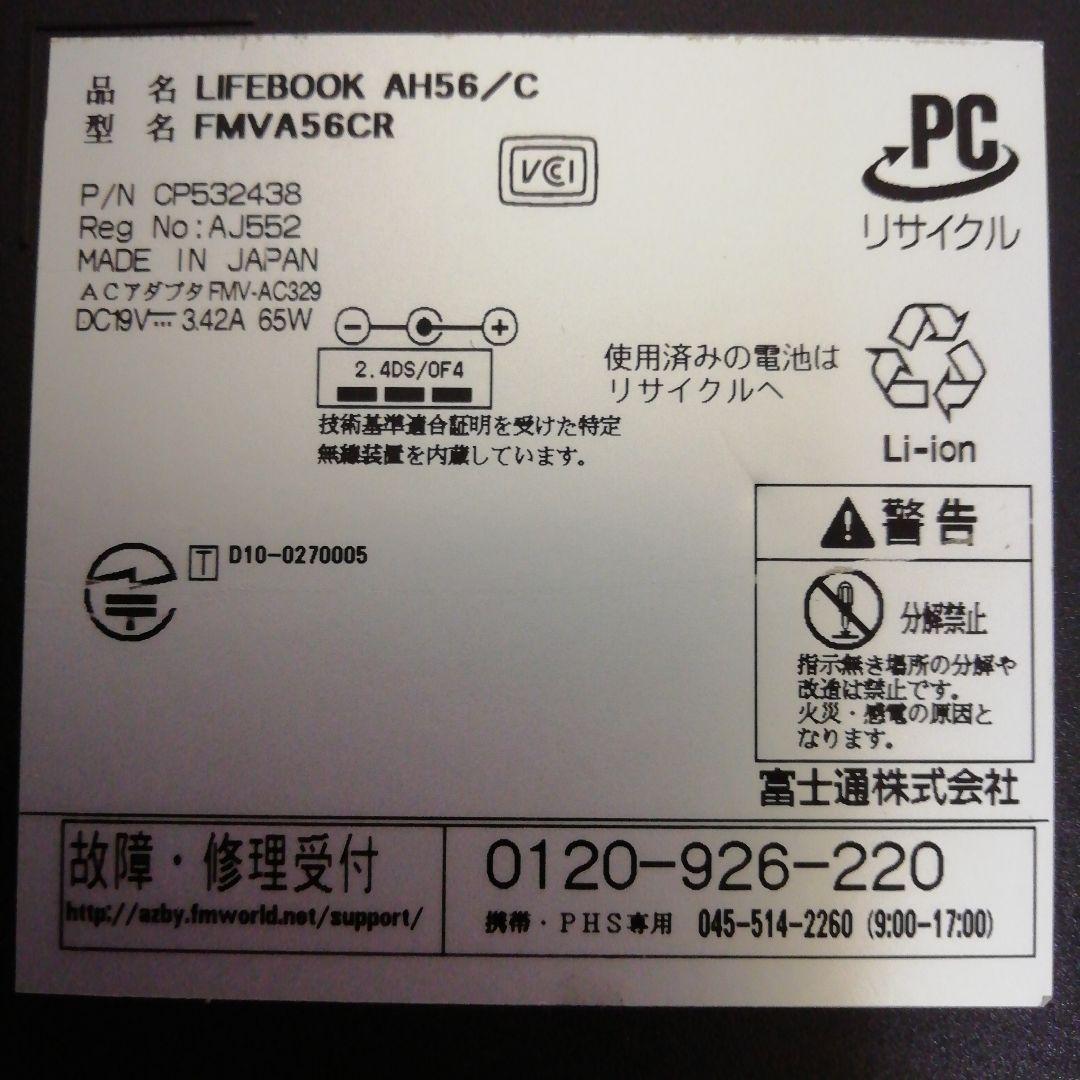 品 名 LIFEBOOK AH56/C
型 名 FMVA56CR
VCCI
PC
リサイクル
P/N CP532438
Reg No:AJ552
MADE IN JAPAN
ACアダプタ FMV-AC329
DC19V⎓ 3.42A 65W
2.4DS/OF4
技術基準適合証明を受けた特定
無線装置を内蔵しています。
使用済みの電池は
リサイクルへ
Li-ion
T D10-0270005
警告
分解禁止
指示無き場所の分解や
改造は禁止です。
火災・感電の原因と
なります。
富士通株式会社
故障・修理受付
http://azby.fmworld.net/support/
0120-926-220
携帯・PHS専用 045-514-2260 (9:00-17:00)